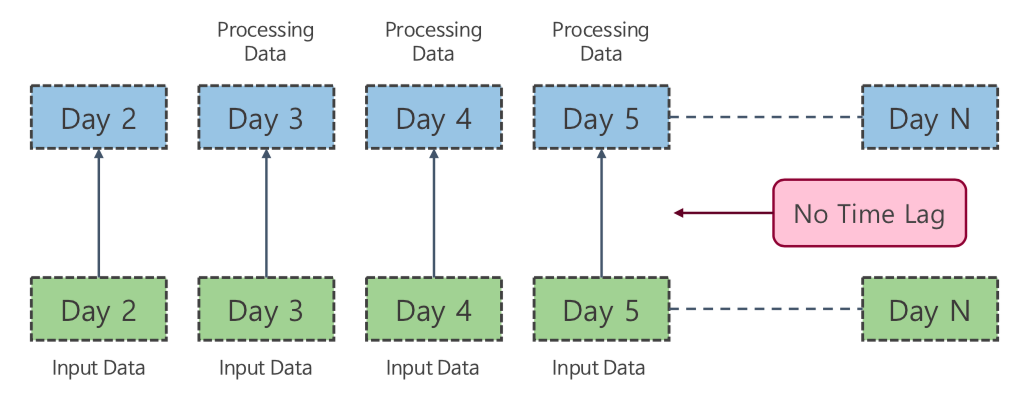 Processing
Data
Processing
Data
Processing
Data
Day 2
Day 3
Day 4
Day 5
Day N
No Time Lag
Day 2
Day 3
Day 4
Day 5
Day N
Input Data
Input Data
Input Data
Input Data